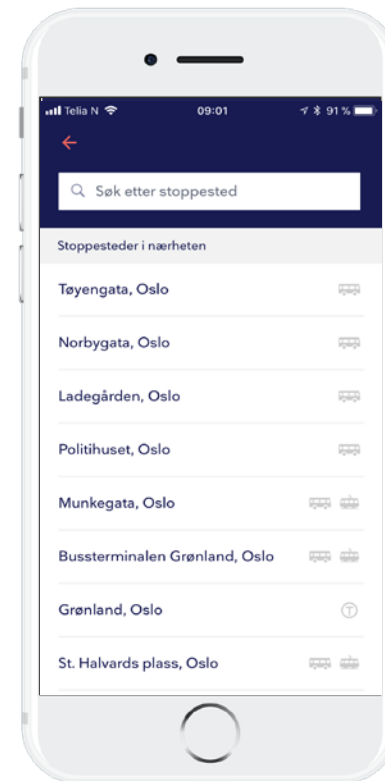 Telia N 09:01 91 %
Søk etter stoppested
Stoppesteder i nærheten
Tøyengata, Oslo
Norbygata, Oslo
Ladegården, Oslo
Politihuset, Oslo
Munkegata, Oslo
Bussterminalen Grønland, Oslo
Grønland, Oslo
T
St. Halvards plass, Oslo